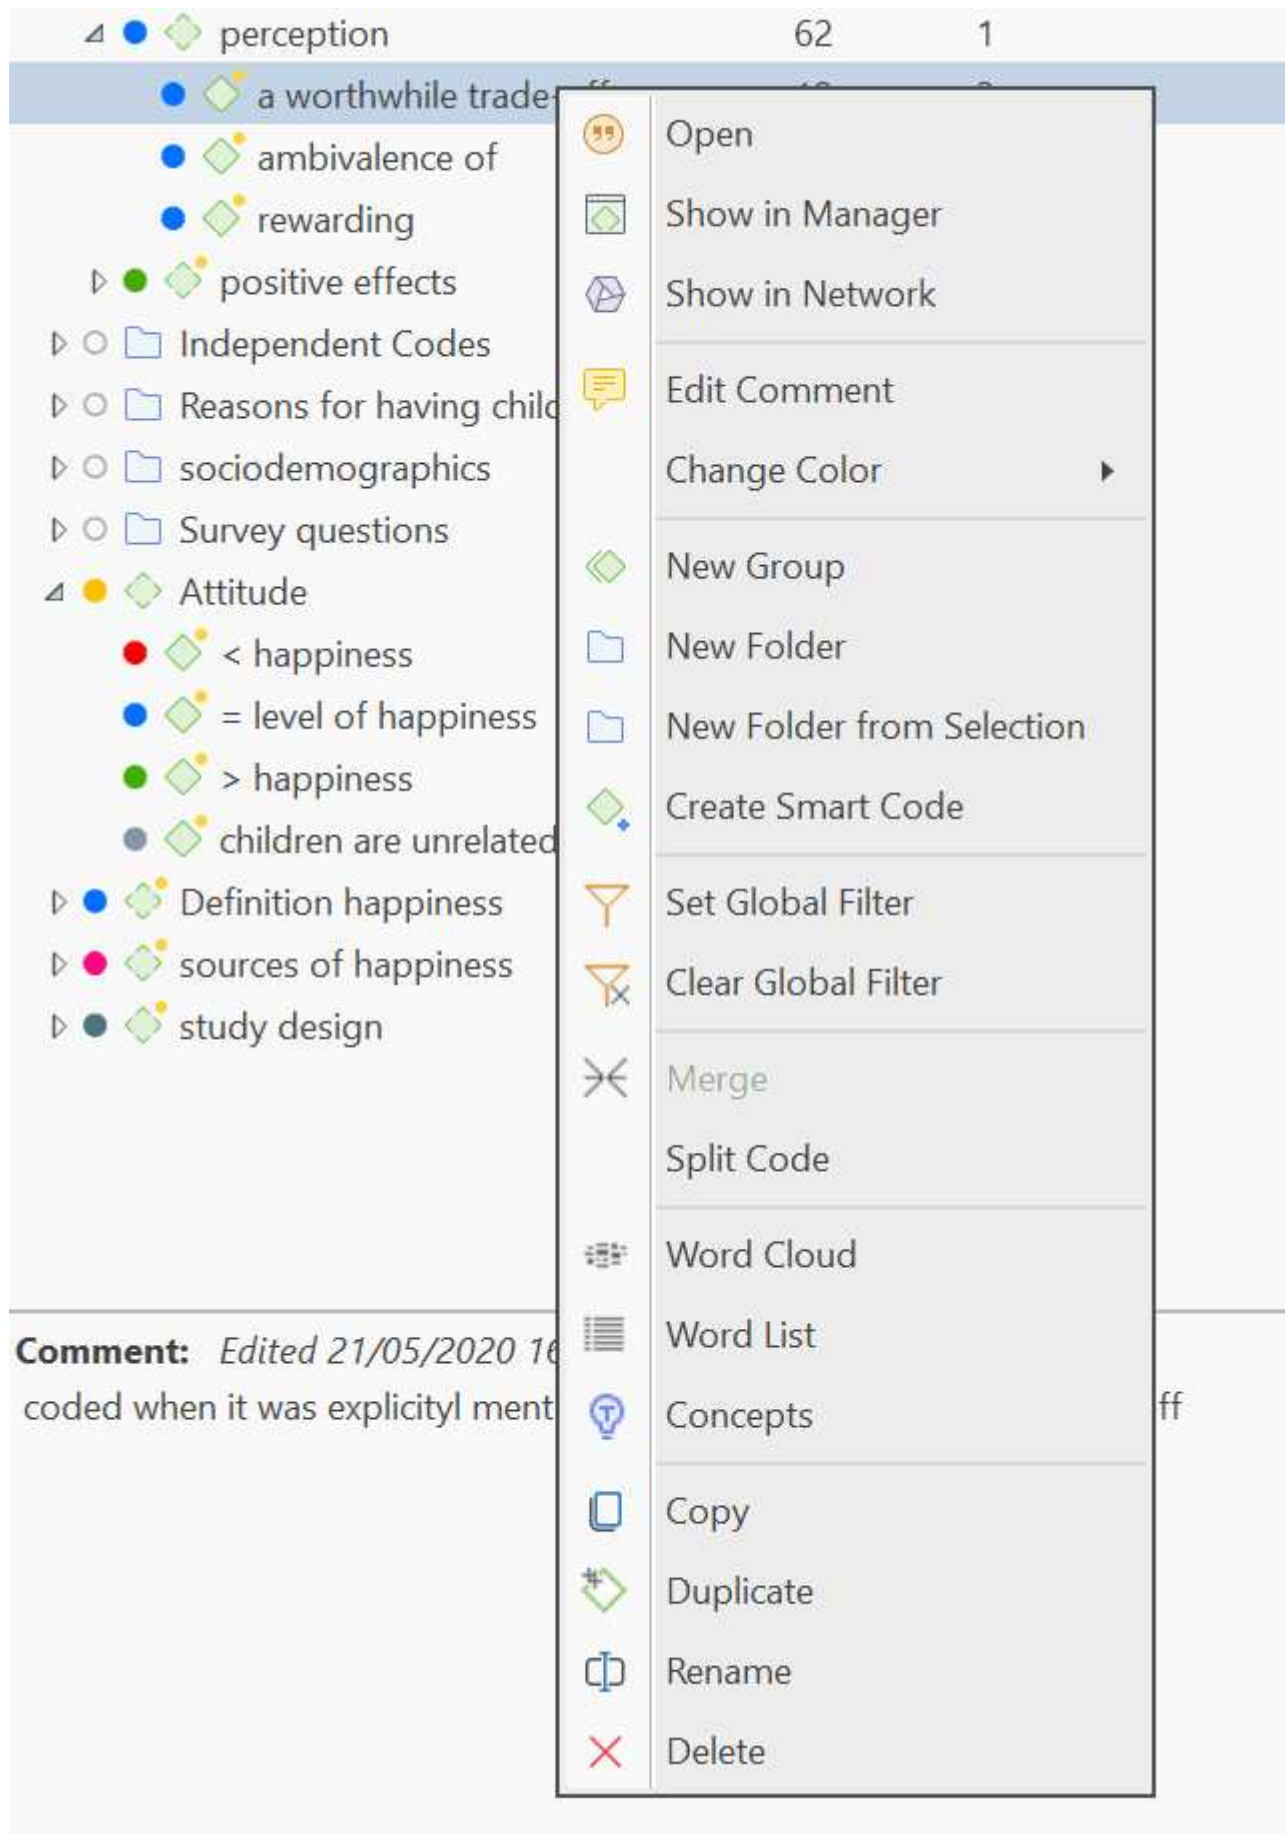 perception 62 1
a worthwhile trade-
ambivalence of
rewarding
positive effects
Independent Codes
Reasons for having
sociodemographics
Survey questions
Attitude
< happiness
= level of happiness
> happiness
children are unrelated
Definition happiness
sources of happiness
study design
Open
Show in Manager
Show in Network
Edit Comment
Change Color
New Group
New Folder
New Folder from Selection
Create Smart Code
Set Global Filter
Clear Global Filter
Merge
Split Code
Word Cloud
Word List
Concepts
Copy
Duplicate
Rename
Delete
Comment: Edited 21/05/2020
coded when it was explicityl ment ff